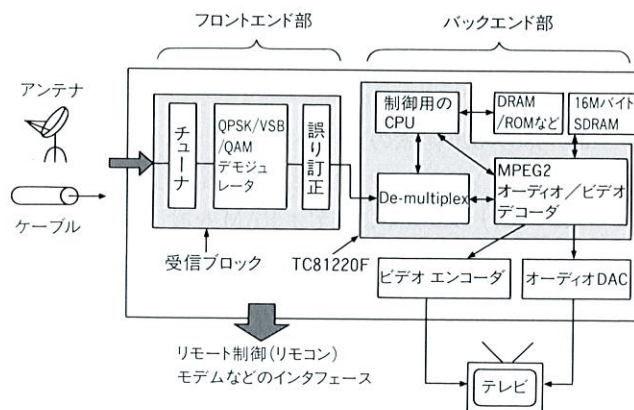 フロントエンド部
バックエンド部
アンテナ
ケーブル
チューナ
QPSK/VSB
/QAM
デモジュ
レータ
誤り訂正
受信ブロック
制御用の
CPU
DRAM
/ROMなど
16Mバイト
SDRAM
De-multiplex
MPEG2
オーディオ／ビデオ
デコーダ
TC81220F
ビデオ エンコーダ
オーディオDAC
リモート制御(リモコン)
モデムなどのインタフェース
テレビ